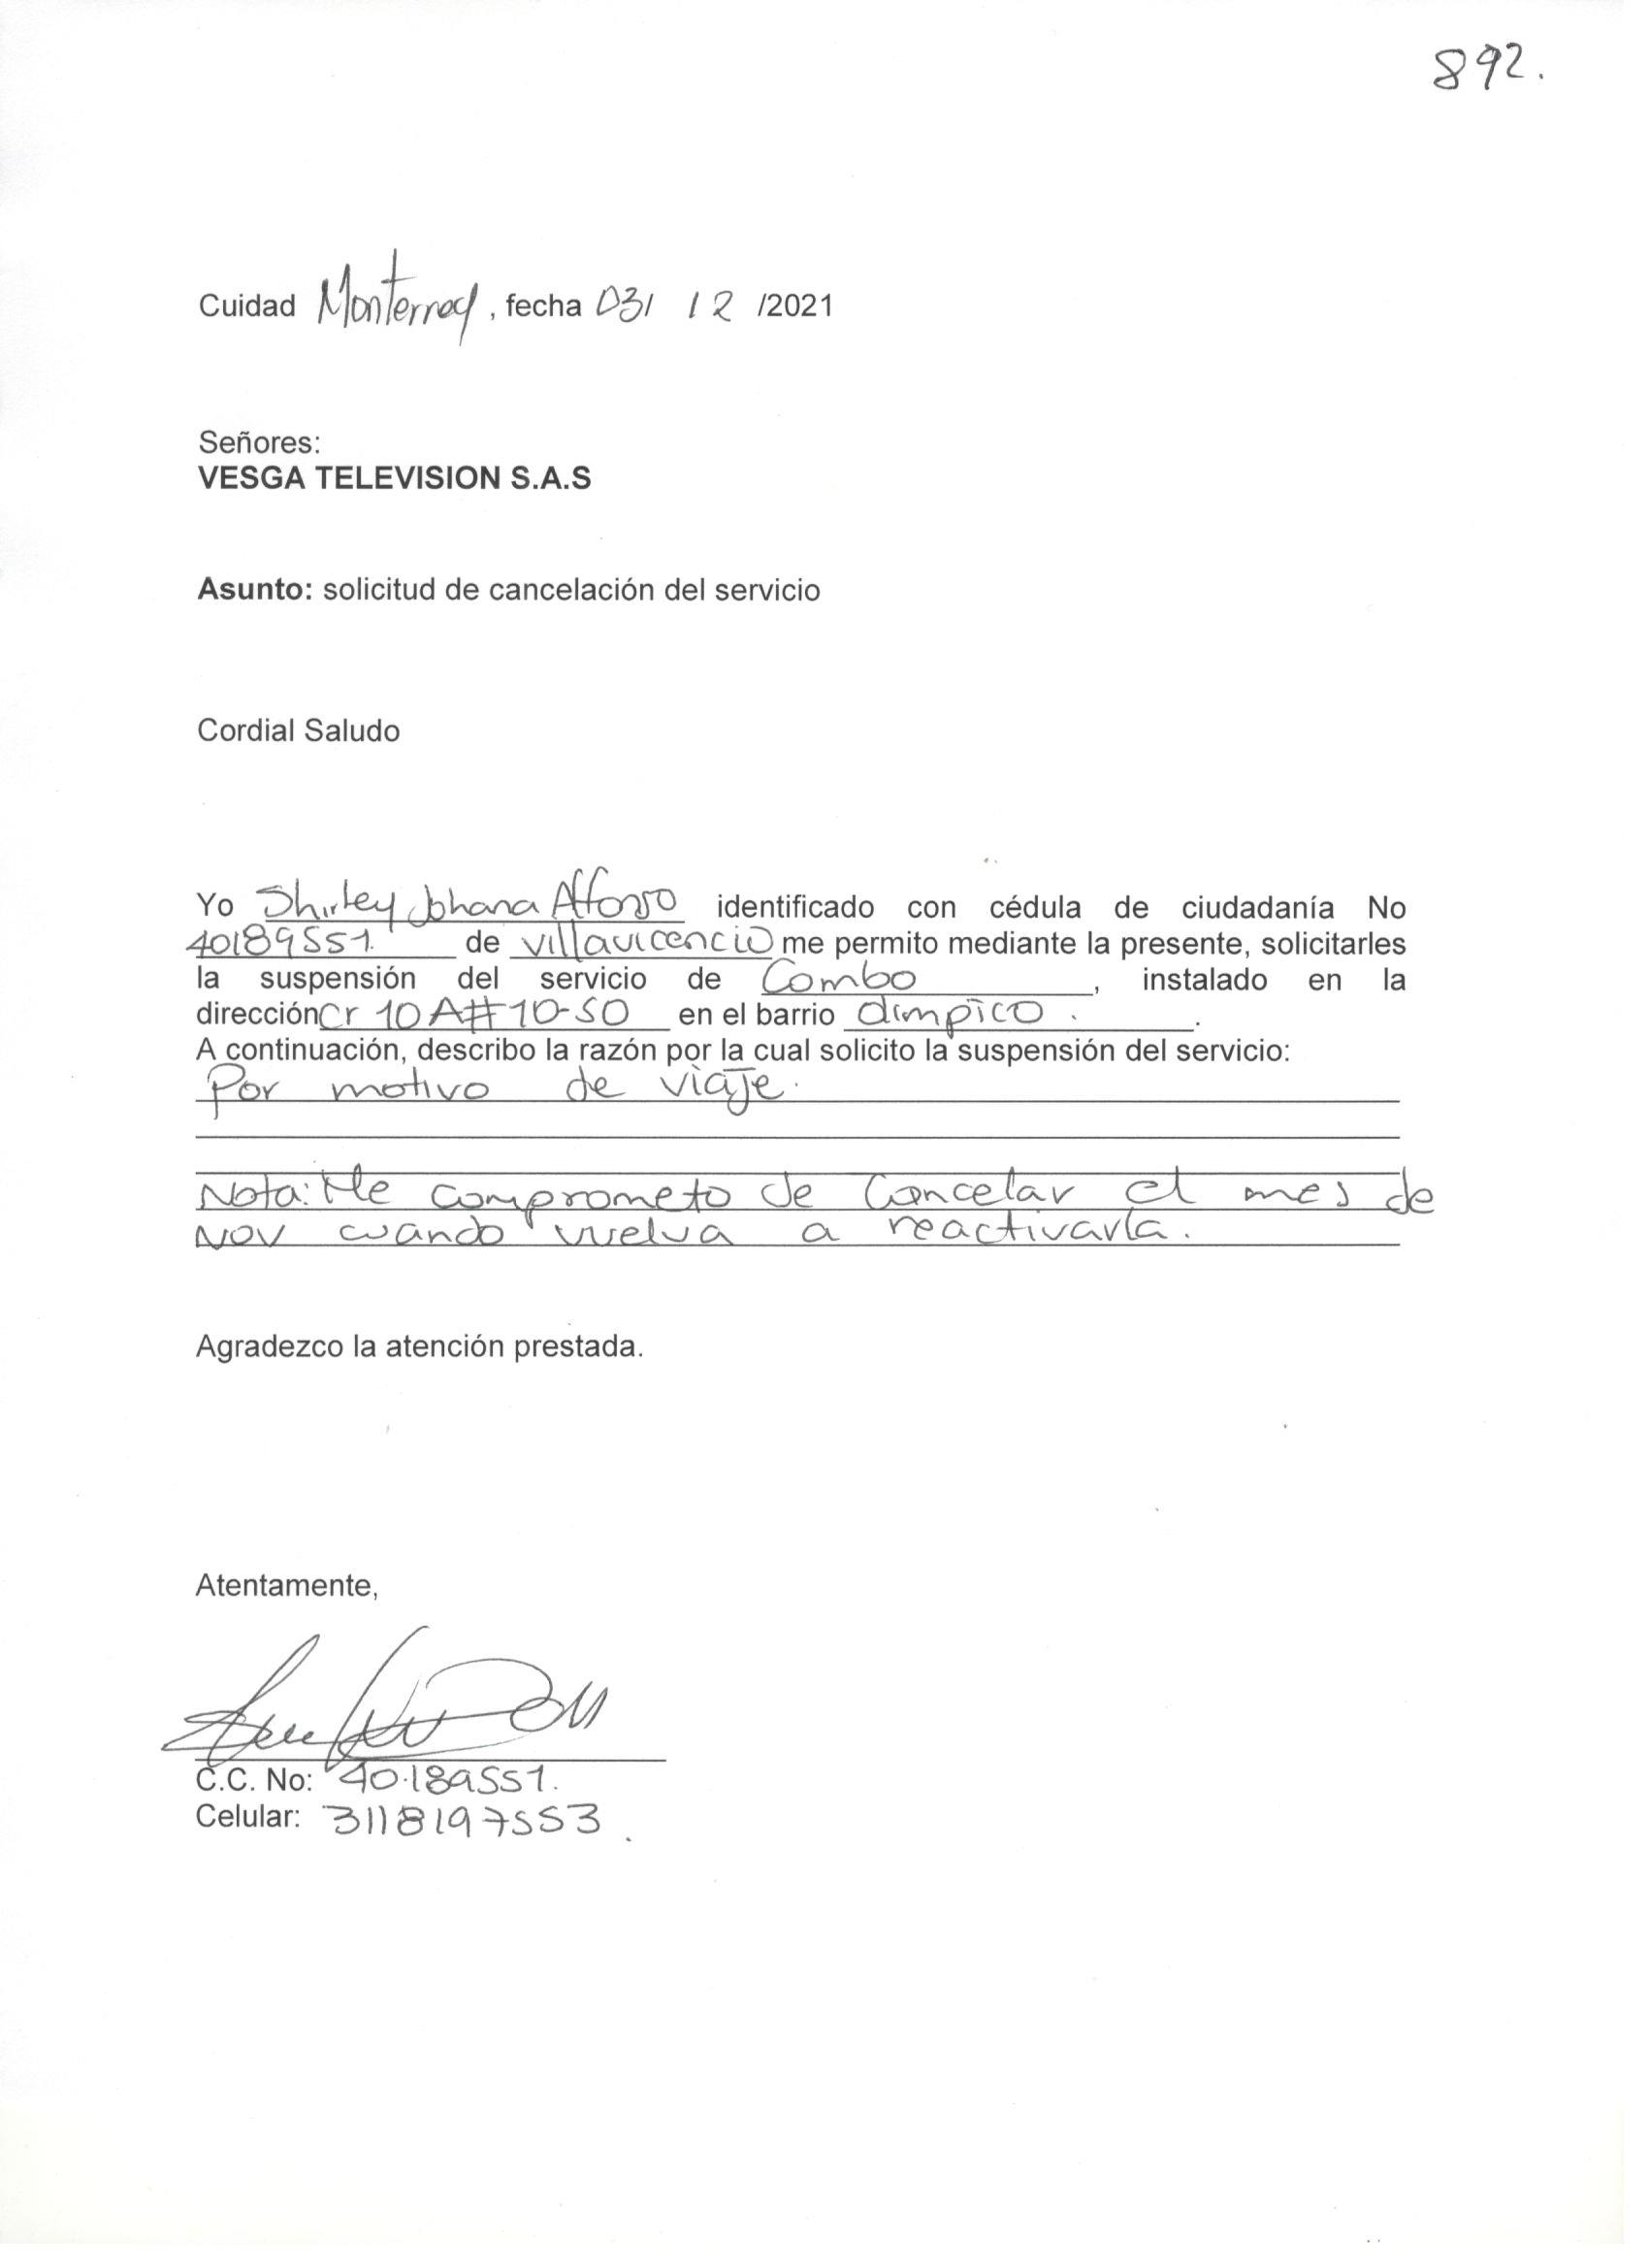 892.
Cuidad Monterrey, fecha 03/ 12 /2021
Señores:
VESGA TELEVISION S.A.S
Asunto: solicitud de cancelación del servicio
Cordial Saludo
Yo Shirley Johana Alfonso identificado con cédula de ciudadanía No
40189551. de villavicencio me permito mediante la presente, solicitarles
la suspensión del servicio de Combo, instalado en la
dirección Cr 10A#10-50 en el barrio olimpico.
A continuación, describo la razón por la cual solicito la suspensión del servicio:
Por motivo de viaje.
Nota: Me comprometo de Cancelar el mes de
Nov cuando vuelva a reactivarla.
Agradezco la atención prestada.
Atentamente,
C.C. No: 40.189551.
Celular: 3118197553.